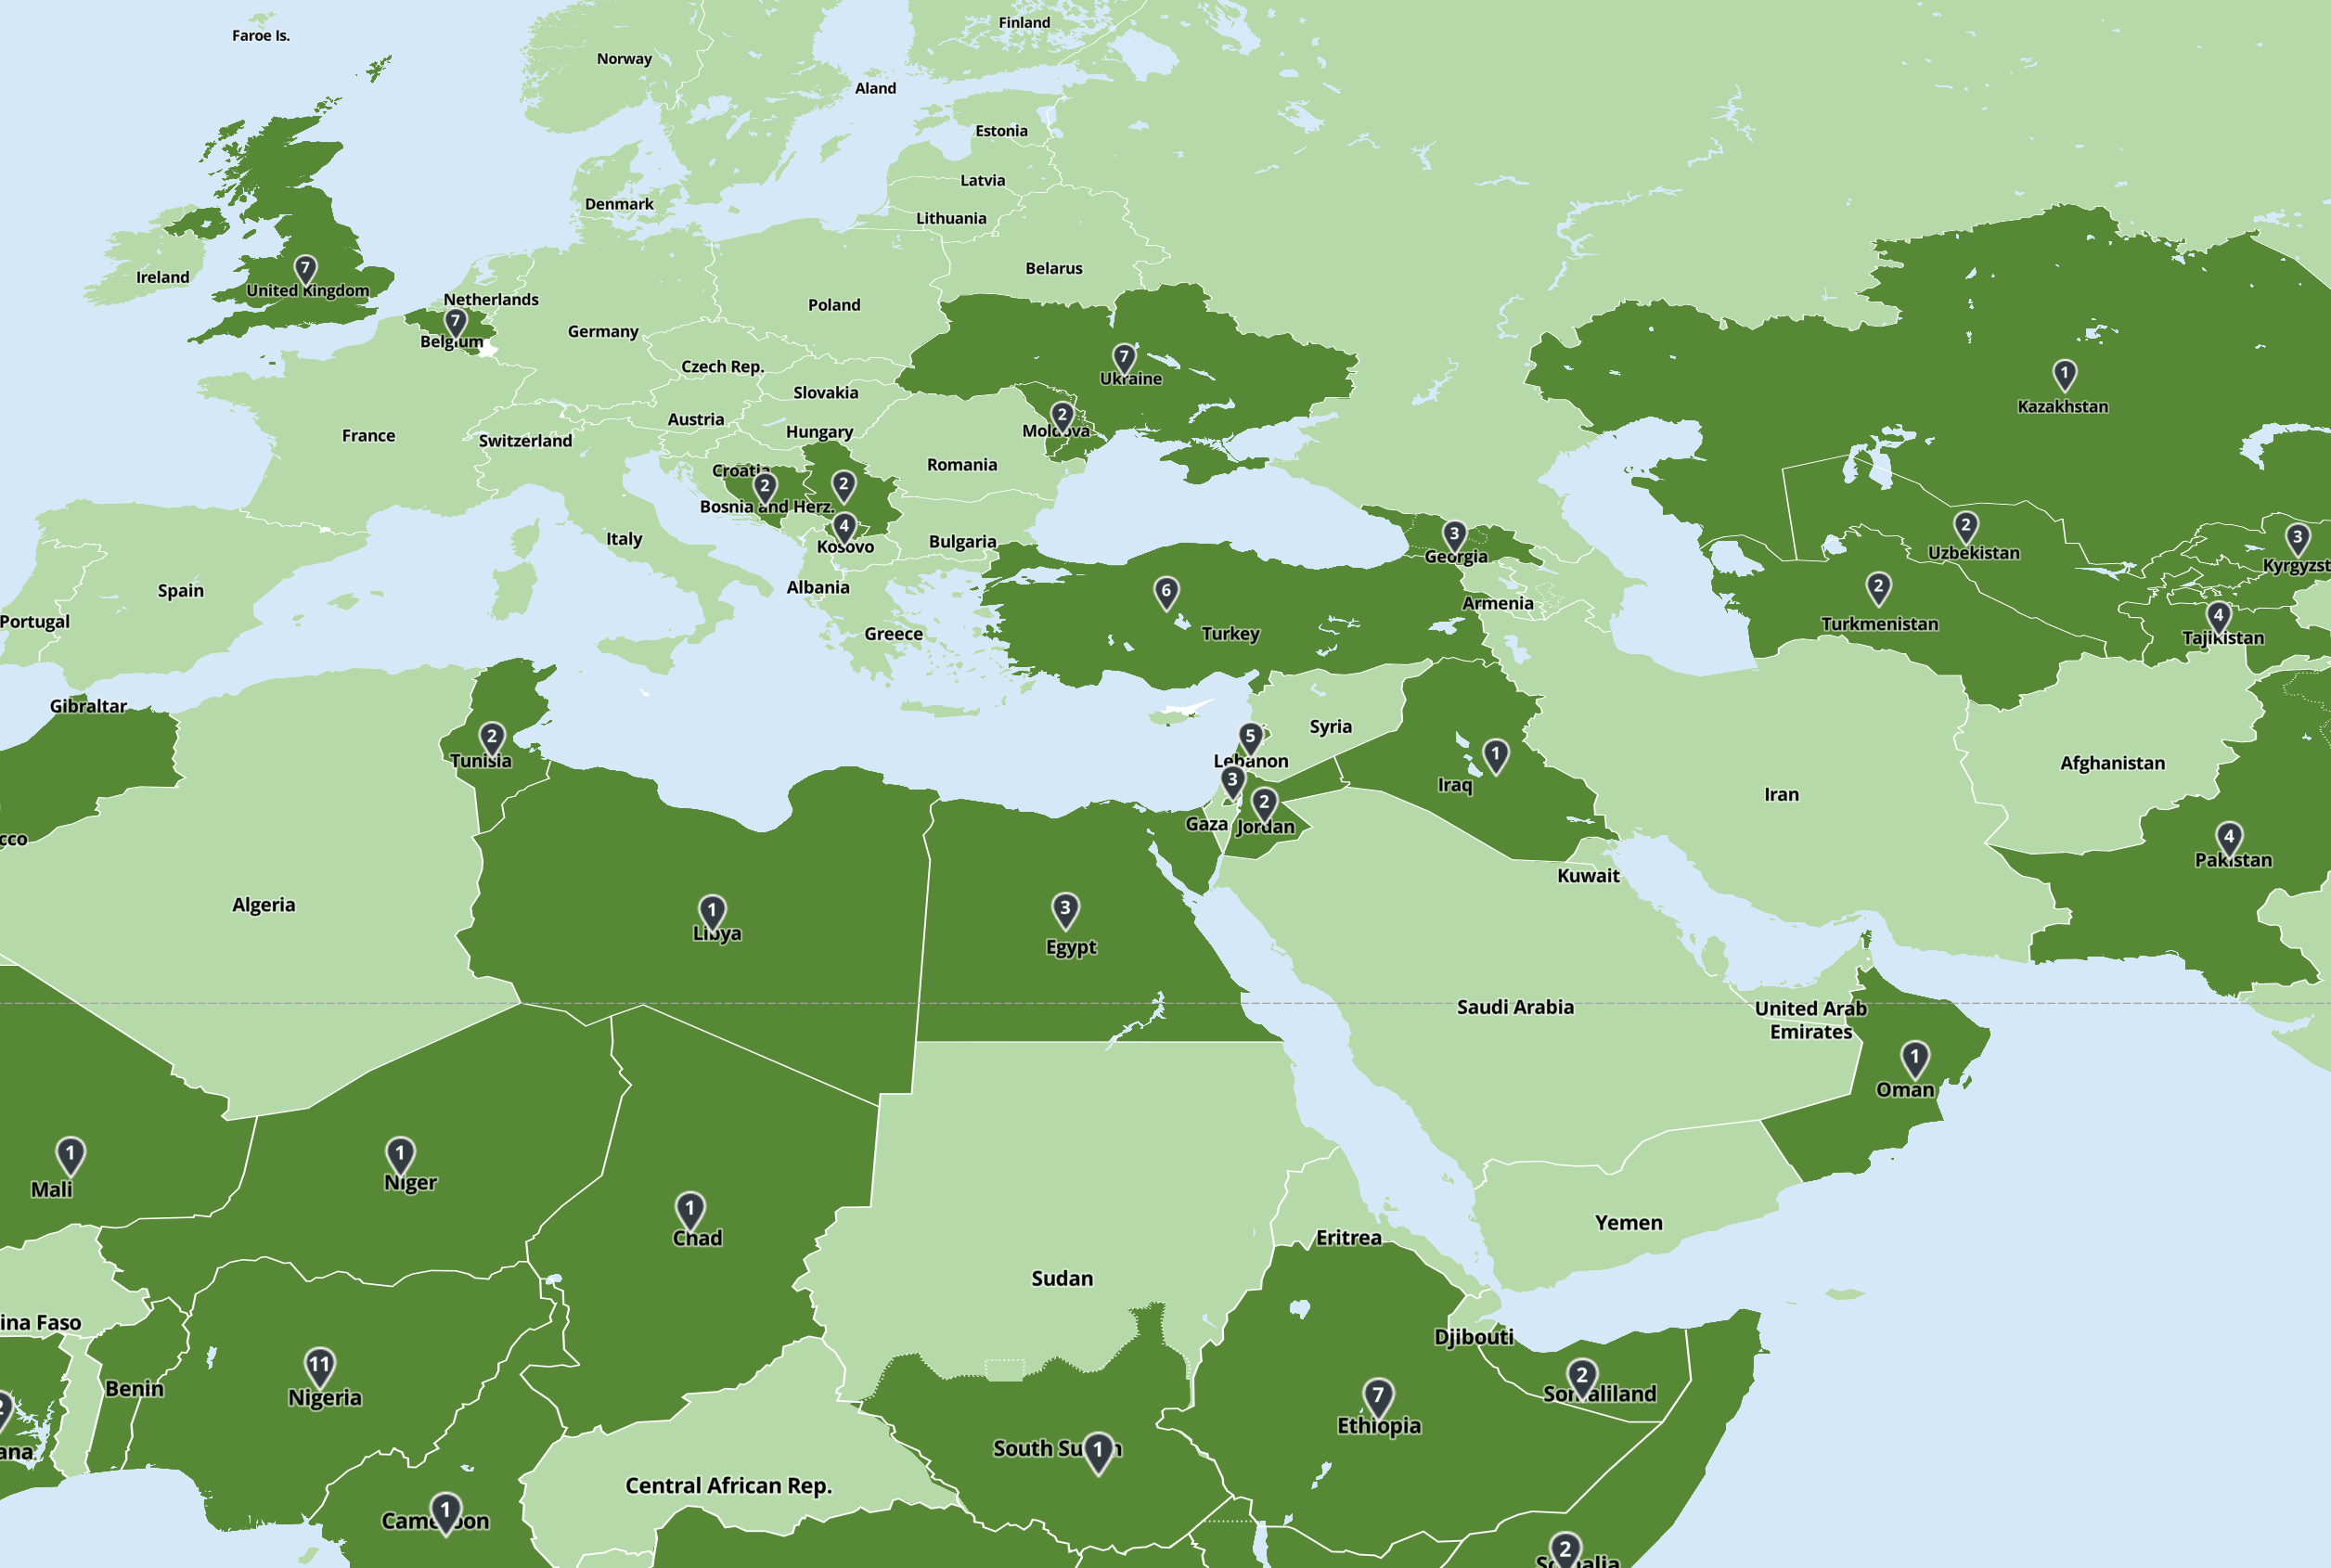 Finland
Faroe Is.
Norway
Aland
Estonia
Latvia
Denmark
Lithuania
Belarus
7
Ireland
United Kingdom
Netherlands
Poland
7
Germany
Belgium
7
Ukraine
Czech Rep.
1
Slovakia
Kazakhstan
2
Austria
Moldova
France
Switzerland
Hungary
Romania
Croatia
2
2
Bosnia and Herz.
4
Kosovo
2
Uzbekistan
3
Georgia
3
Kyrgyzst
Italy
Bulgaria
Albania
6
2
Spain
Armenia
Portugal
Greece
Turkey
Turkmenistan
4
Tajikistan
Gibraltar
Syria
2
Tunisia
5
Lebanon
1
Iraq
Afghanistan
3
Iran
2
Gaza
Jordan
cco
4
Pakistan
Kuwait
Algeria
1
Libya
3
Egypt
Saudi Arabia
United Arab
Emirates
1
Oman
1
Mali
1
Niger
1
Chad
Yemen
Eritrea
Sudan
ina Faso
Djibouti
11
Nigeria
Benin
2
Somaliland
7
Ethiopia
2
ana
South Sudan
1
Central African Rep.
1
Cameroon
2
Somalia